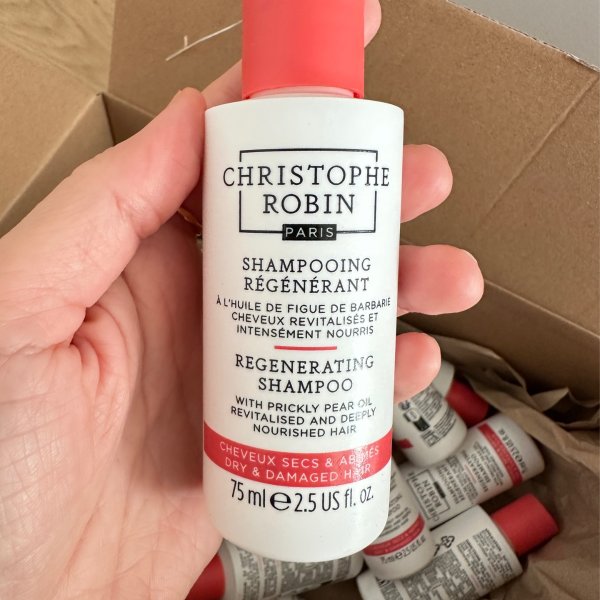 CHRISTOPHE
ROBIN
PARIS
SHAMPOOING
RÉGÉNÉRANT
À L'HUILE DE FIGUE DE BARBARIE
CHEVEUX REVITALISÉS ET
INTENSÉMENT NOURRIS
REGENERATING
SHAMPOO
WITH PRICKLY PEAR OIL
REVITALISED AND DEEPLY
NOURISHED HAIR
CHEVEUX SECS & ABÎMÉS
DRY & DAMAGED HAIR
75 ml ℮ 2.5 US fl. oz.
CHRISTOPHE
ROBIN